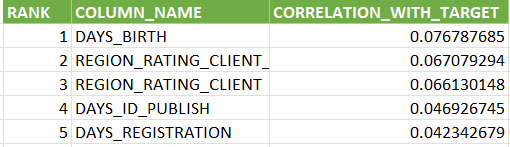 RANK COLUMN_NAME CORRELATION_WITH_TARGET
1 DAYS_BIRTH 0.076787685
2 REGION_RATING_CLIENT_ 0.067079294
3 REGION_RATING_CLIENT 0.066130148
4 DAYS_ID_PUBLISH 0.046926745
5 DAYS_REGISTRATION 0.042342679